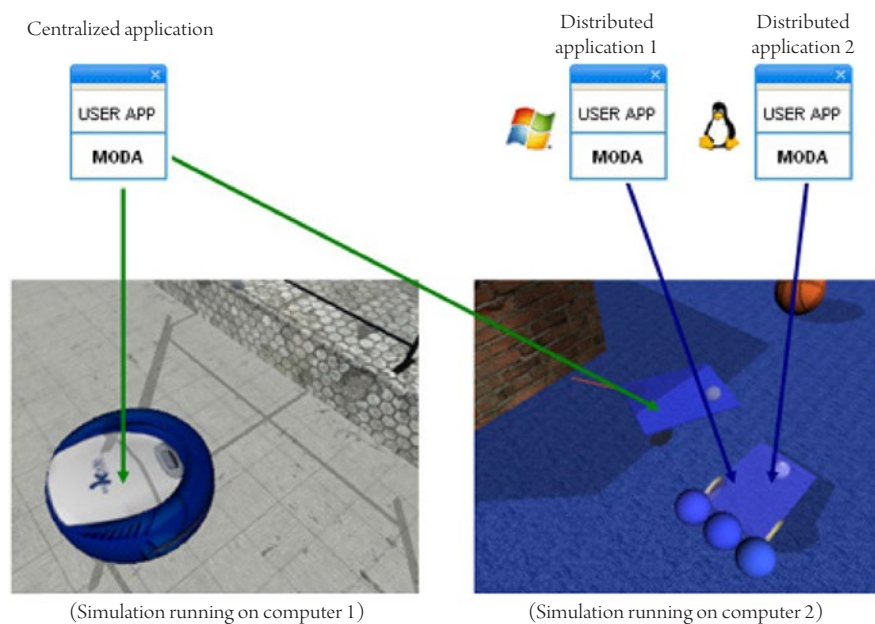 Centralized application
Distributed
application 1
Distributed
application 2
USER APP
MODA
USER APP
MODA
USER APP
MODA
(Simulation running on computer 1)
(Simulation running on computer 2)